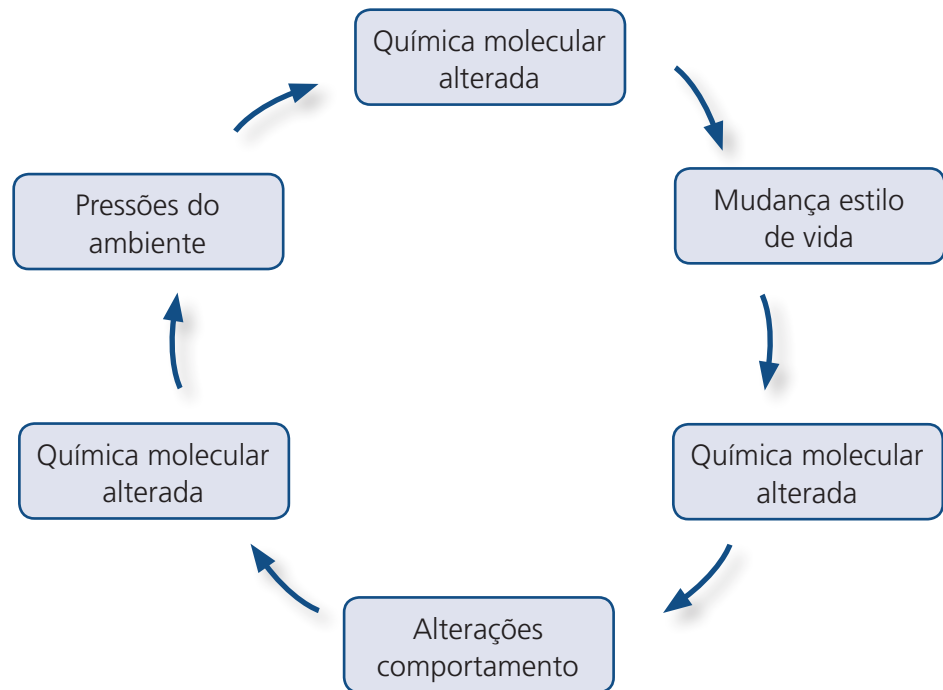 Química molecular
alterada
Mudança estilo
de vida
Química molecular
alterada
Alterações
comportamento
Química molecular
alterada
Pressões do
ambiente